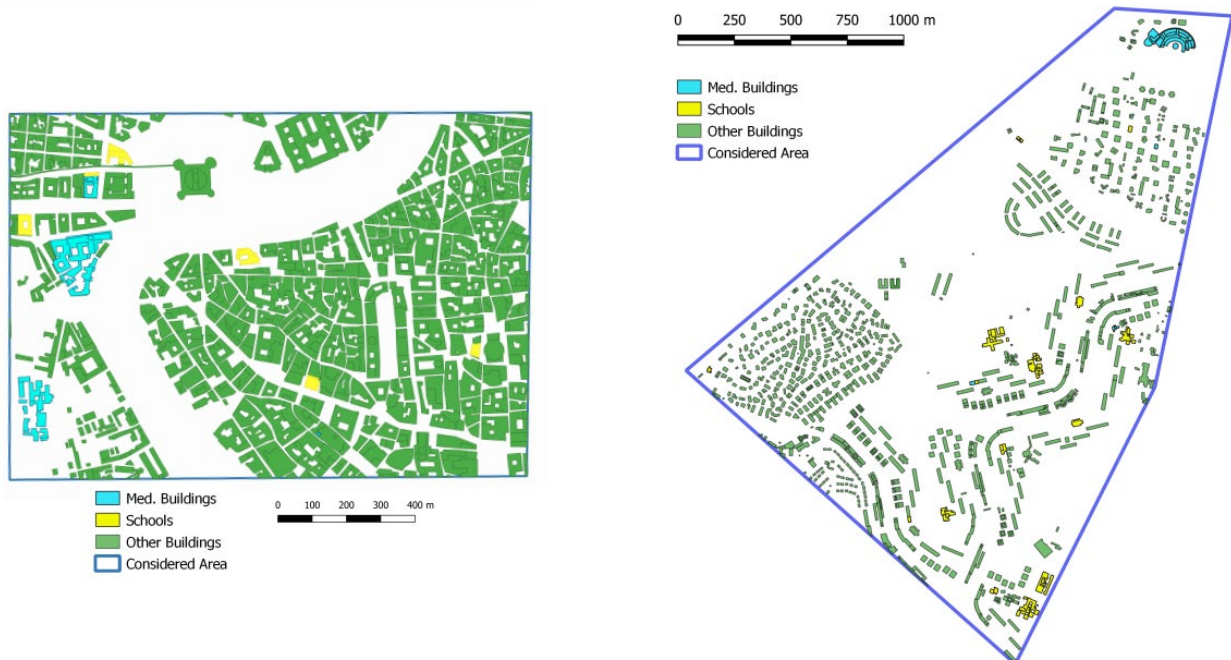 0 250 500 750 1000 m
Med. Buildings
Schools
Other Buildings
Considered Area
Med. Buildings
Schools
Other Buildings
Considered Area
0 100 200 300 400 m